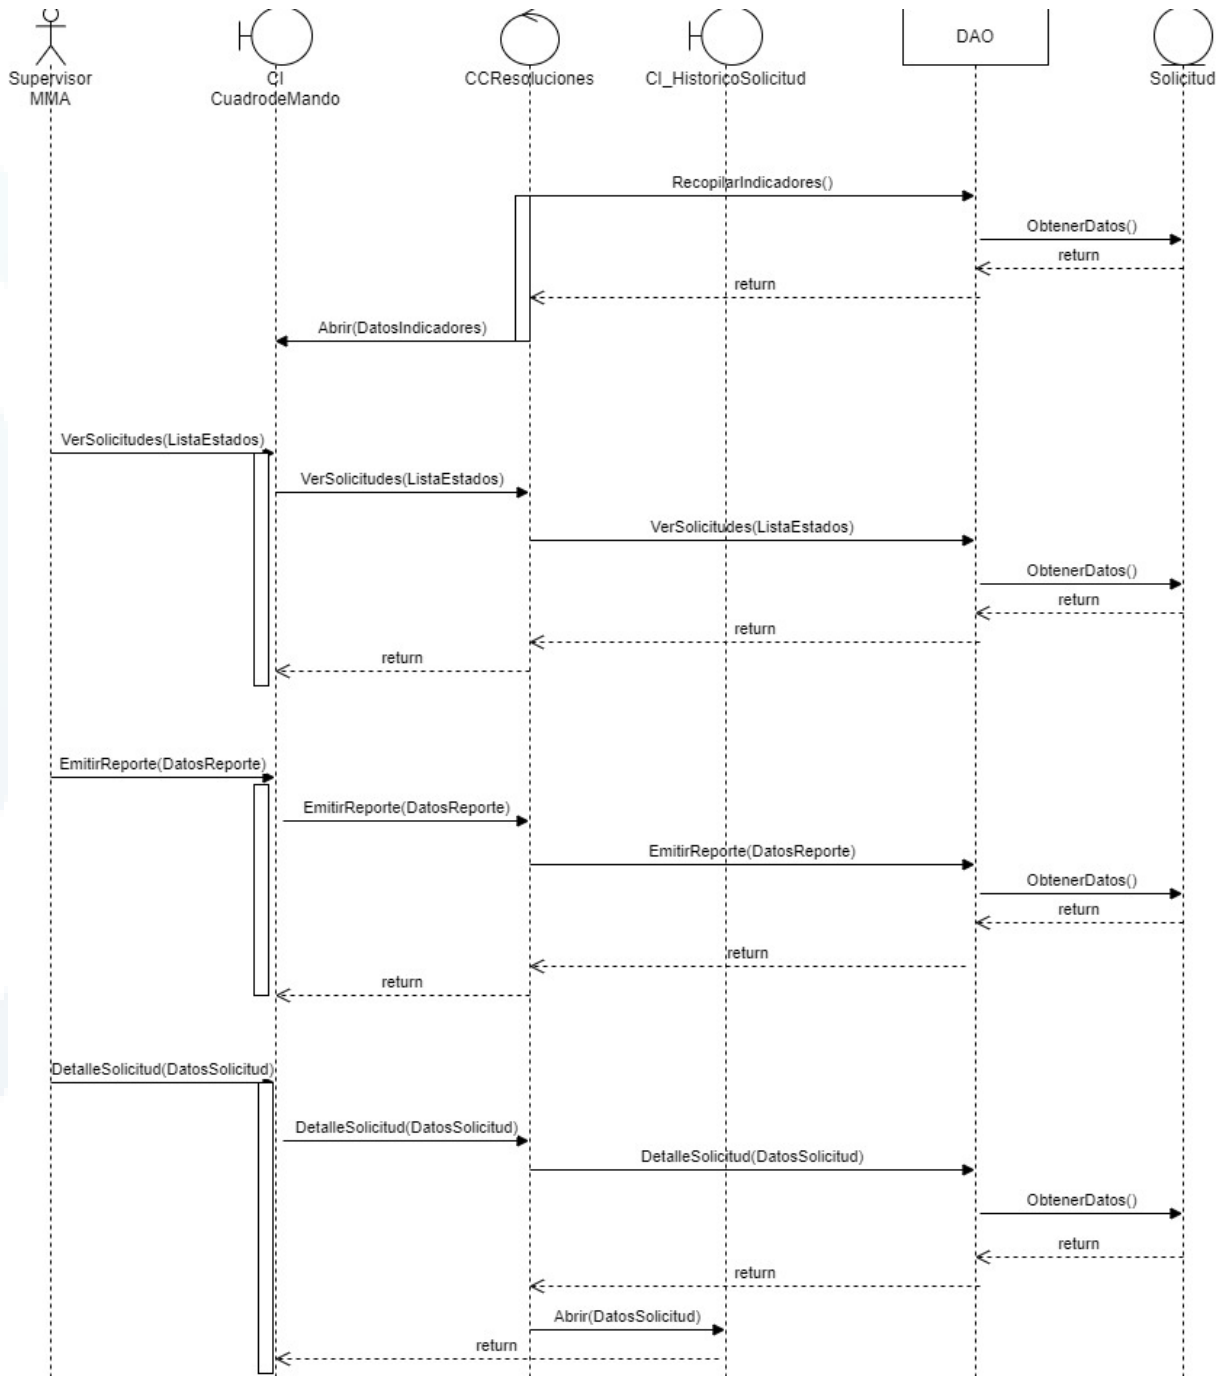 DAO
Supervisor
MMA
CI
CuadrodeMando
CCResoluciones
CI_HistoricoSolicitud
Solicitud
RecopilarIndicadores()
ObtenerDatos()
return
return
Abrir(DatosIndicadores)
VerSolicitudes(ListaEstados)
VerSolicitudes(ListaEstados)
VerSolicitudes(ListaEstados)
ObtenerDatos()
return
return
return
EmitirReporte(DatosReporte)
EmitirReporte(DatosReporte)
EmitirReporte(DatosReporte)
ObtenerDatos()
return
return
return
DetalleSolicitud(DatosSolicitud)
DetalleSolicitud(DatosSolicitud)
DetalleSolicitud(DatosSolicitud)
ObtenerDatos()
return
return
Abrir(DatosSolicitud)
return